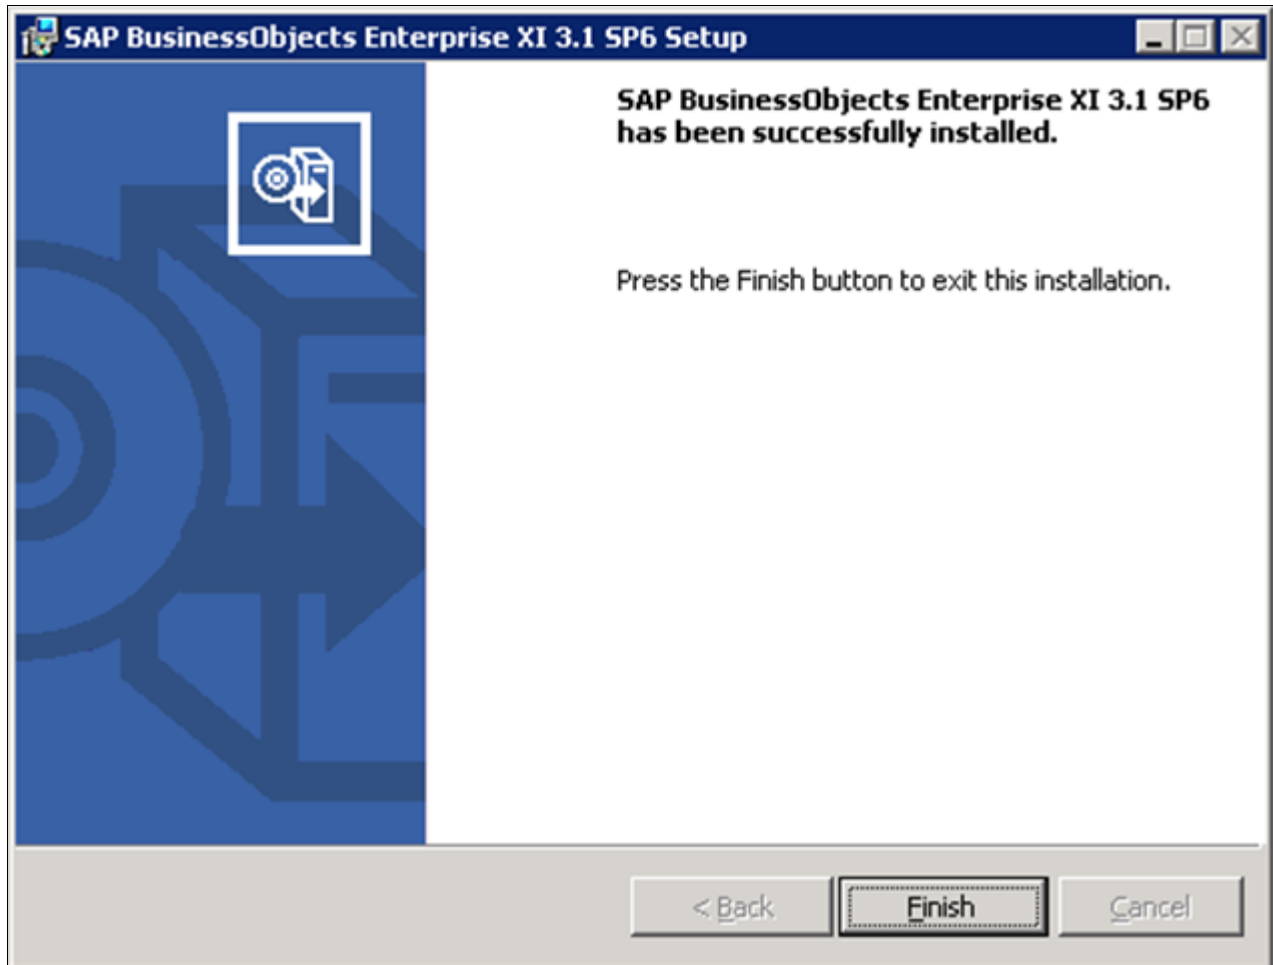 SAP BusinessObjects Enterprise XI 3.1 SP6 Setup
SAP BusinessObjects Enterprise XI 3.1 SP6
has been successfully installed.
Press the Finish button to exit this installation.
< Back
Finish
Cancel